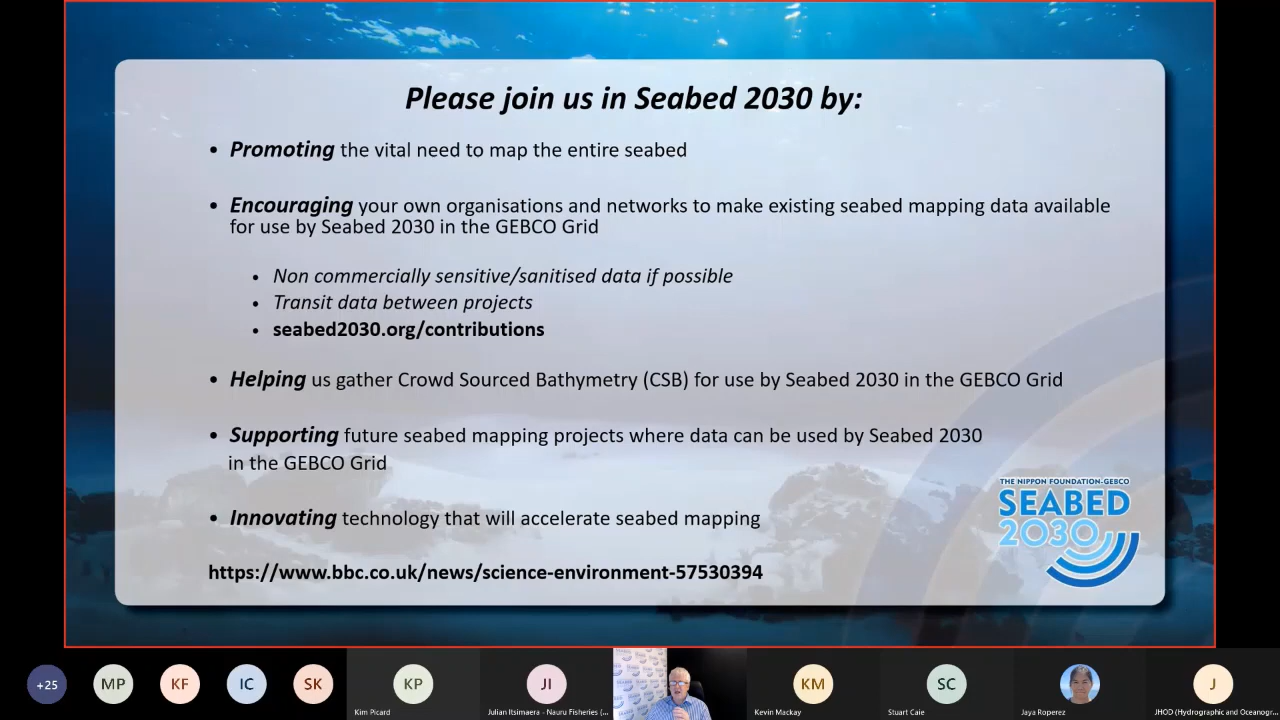 Please join us in Seabed 2030 by:
• Promoting the vital need to map the entire seabed
• Encouraging your own organisations and networks to make existing seabed mapping data available
for use by Seabed 2030 in the GEBCO Grid
• Non commercially sensitive/sanitised data if possible
• Transit data between projects
• seabed2030.org/contributions
• Helping us gather Crowd Sourced Bathymetry (CSB) for use by Seabed 2030 in the GEBCO Grid
• Supporting future seabed mapping projects where data can be used by Seabed 2030
in the GEBCO Grid
• Innovating technology that will accelerate seabed mapping
THE NIPPON FOUNDATION-GEBCO
SEABED
2030
https://www.bbc.co.uk/news/science-environment-57530394
+25
MP
KF
IC
SK
KP
JI
KM
SC
J
Kim Picard
Julian Itsimaera - Nauru Fisheries (...
Kevin Mackay
Stuart Caie
Jaya Roperez
JHOD (Hydrographic and Oceanogr...